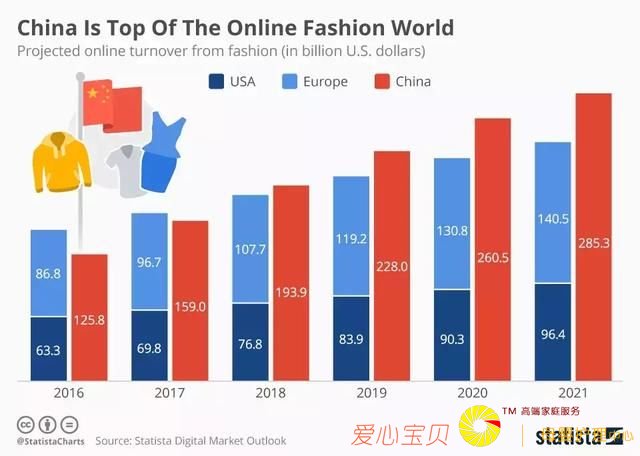 China Is Top Of The Online Fashion World
Projected online turnover from fashion (in billion U.S. dollars)
USA Europe China
86.8 63.3 125.8
96.7 69.8 159.0
107.7 76.8 193.9
119.2 83.9 228.0
130.8 90.3 260.5
140.5 96.4 285.3
2016 2017 2018 2019 2020 2021
@StatistaCharts Source: Statista Digital Market Outlook
爱心宝贝
TM 高端家庭服务
statista
中心